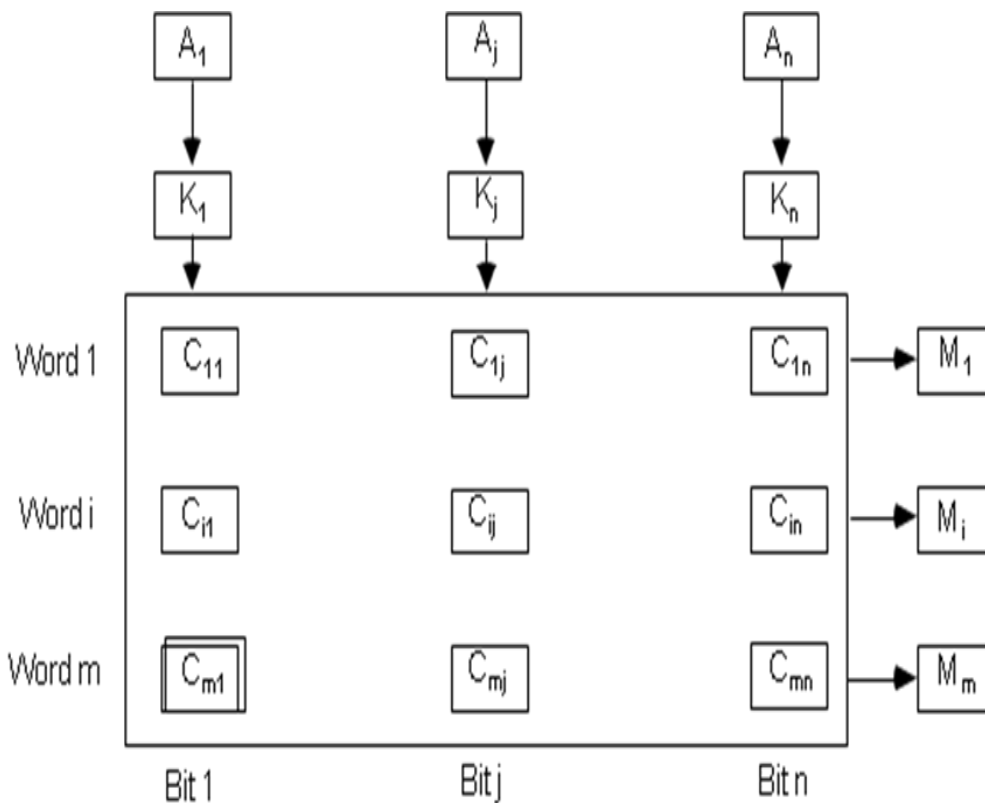 A₁ Aⱼ Aₙ
K₁ Kⱼ Kₙ
Word 1 C₁₁ C₁ⱼ C₁ₙ M₁
Word i Cᵢ₁ Cᵢⱼ Cᵢₙ Mᵢ
Word m Cₘ₁ Cₘⱼ Cₘₙ Mₘ
Bit 1 Bit j Bit n